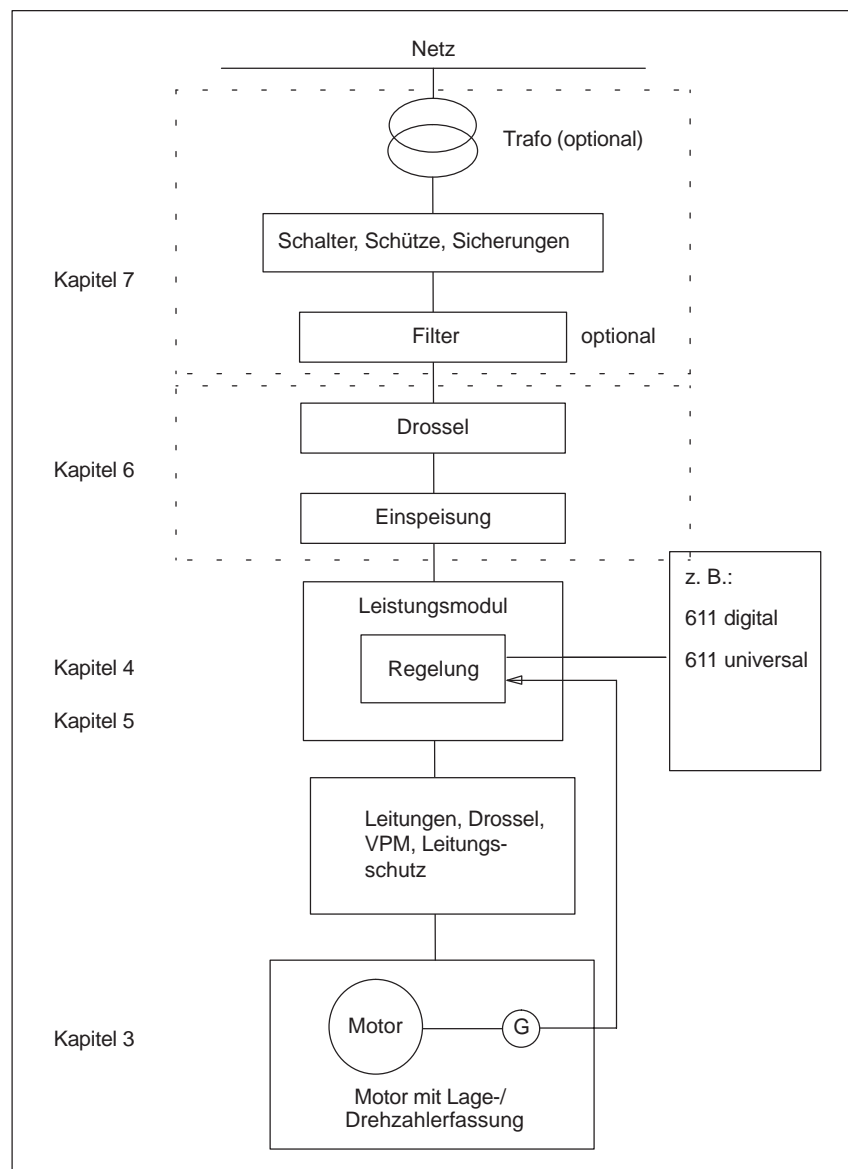 Netz
Trafo (optional)
Schalter, Schütze, Sicherungen
Kapitel 7
Filter
optional
Drossel
Kapitel 6
Einspeisung
z. B.:
611 digital
611 universal
Leistungsmodul
Regelung
Kapitel 4
Kapitel 5
Leitungen, Drossel,
VPM, Leitungs-
schutz
Motor
G
Kapitel 3
Motor mit Lage-/
Drehzahlerfassung